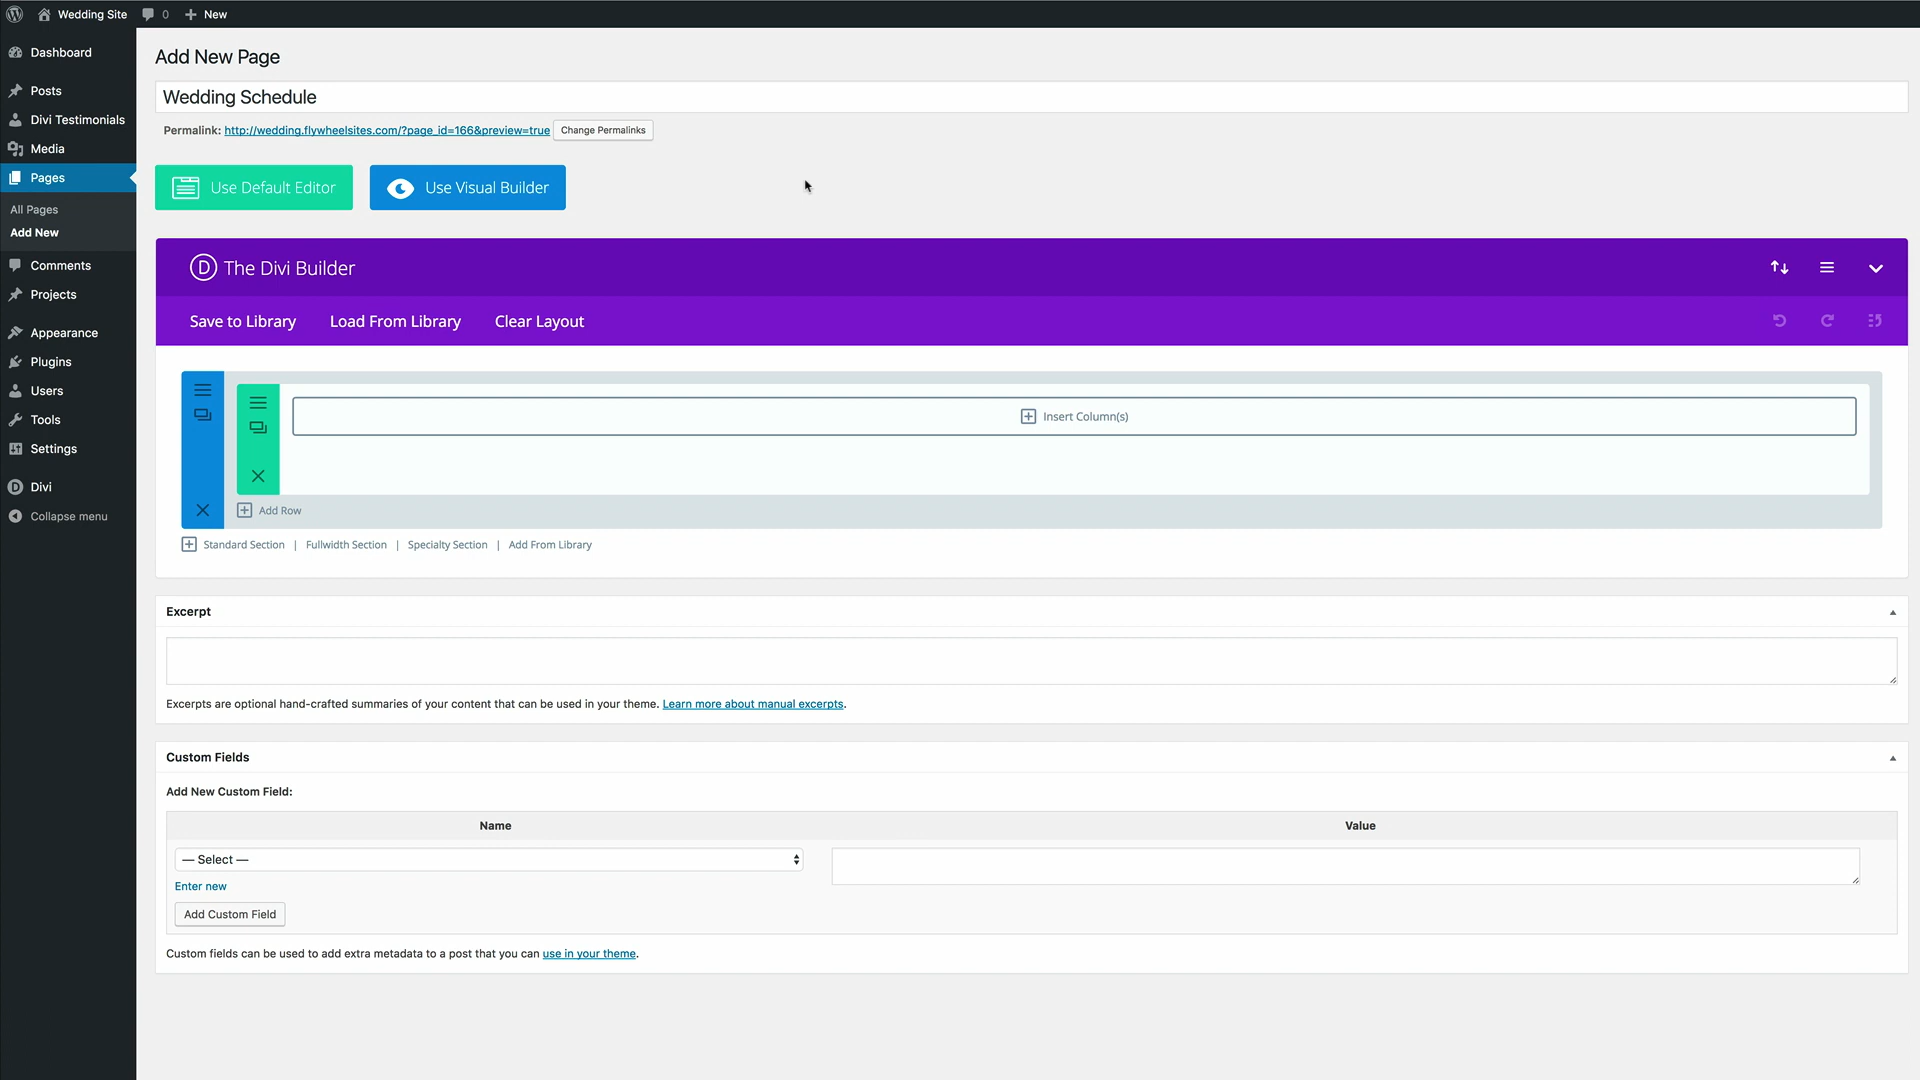 Wedding Site 0 New
Dashboard
Posts
Divi Testimonials
Media
Pages
All Pages
Add New
Comments
Projects
Appearance
Plugins
Users
Tools
Settings
Divi
Collapse menu
Add New Page
Wedding Schedule
Permalink: http://wedding.flywheelsites.com/?page_id=166&preview=true Change Permalinks
Use Default Editor Use Visual Builder
D The Divi Builder
Save to Library Load From Library Clear Layout
Insert Column(s)
Add Row
Standard Section | Fullwidth Section | Specialty Section | Add From Library
Excerpt
Excerpts are optional hand-crafted summaries of your content that can be used in your theme. Learn more about manual excerpts.
Custom Fields
Add New Custom Field:
Name Value
— Select —
Enter new
Add Custom Field
Custom fields can be used to add extra metadata to a post that you can use in your theme.